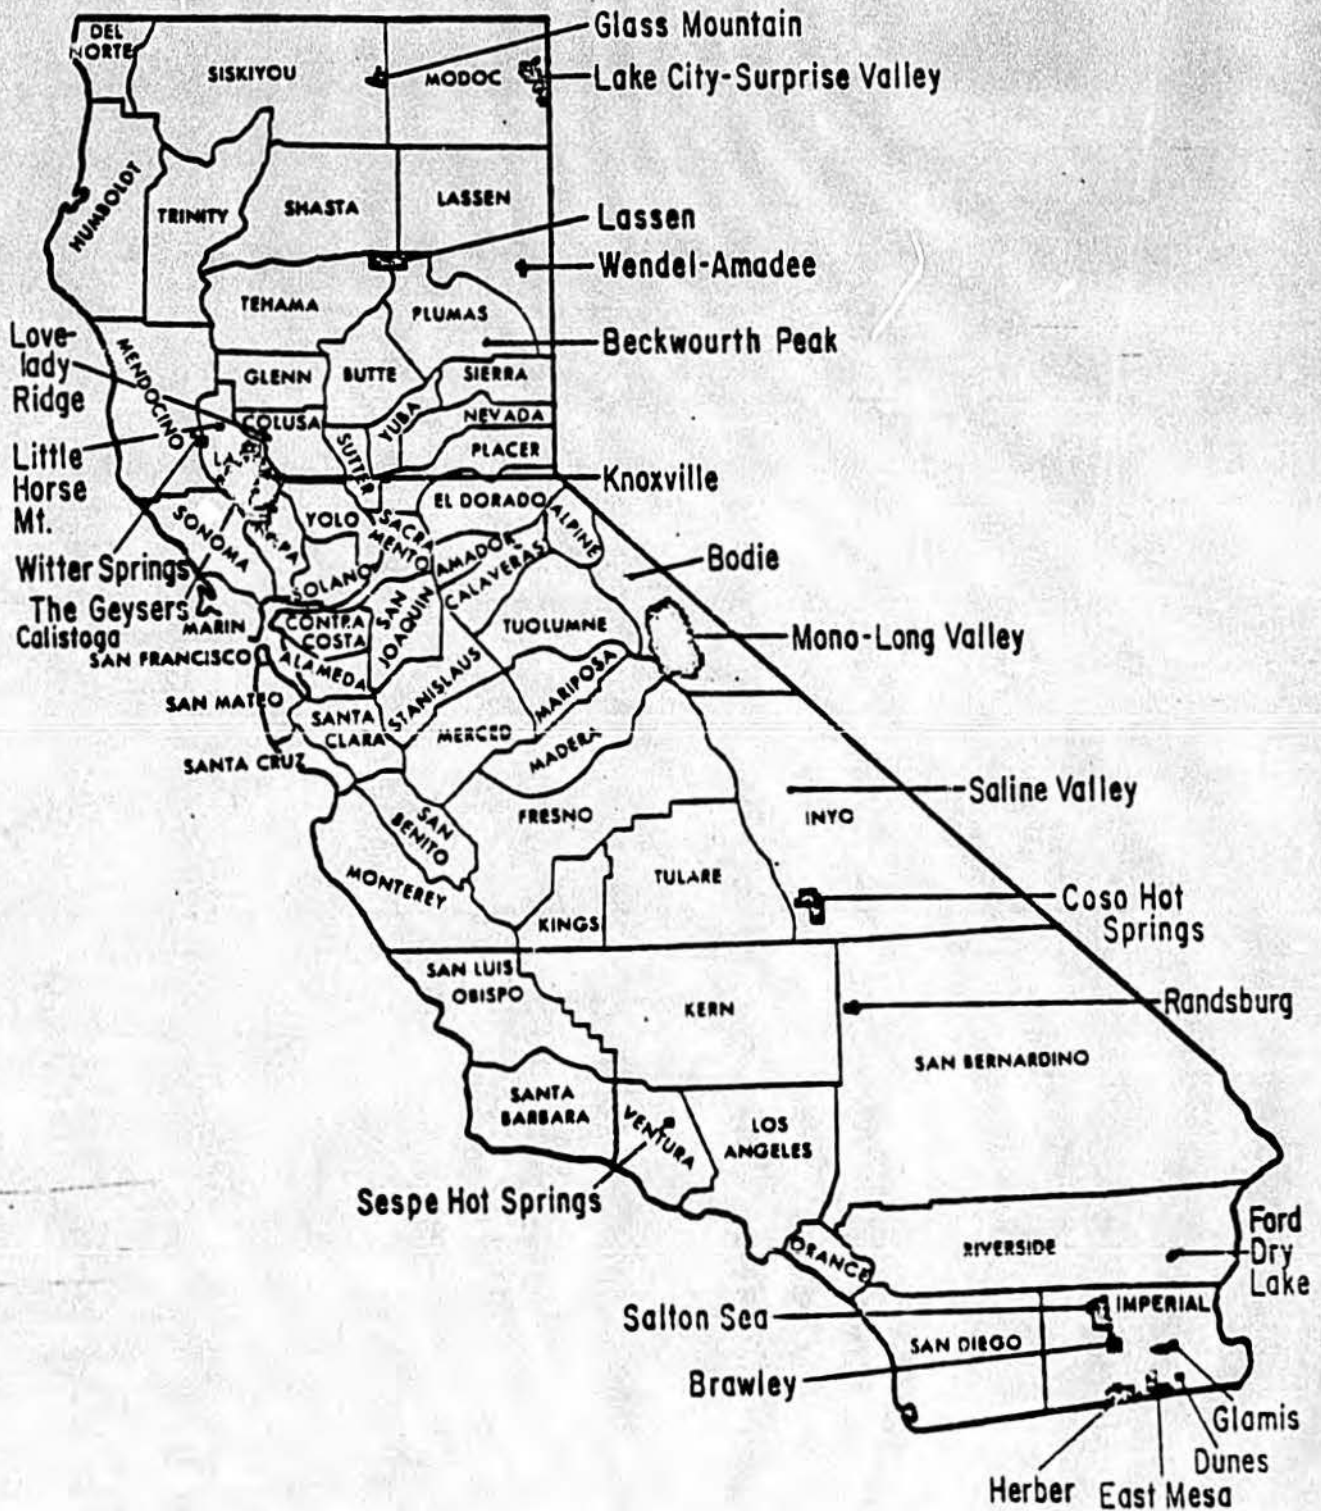 Glass Mountain
DEL
NORTE
SISKIYOU
MODOC
Lake City-Surprise Valley
HUMBOLDT
TRINITY
SHASTA
LASSEN
Lassen
Wendel-Amadee
TEHAMA
PLUMAS
Beckwourth Peak
Love-
lady
Ridge
MENDOCINO
GLENN
BUTTE
SIERRA
COLUSA
YUBA
NEVADA
SUTTER
PLACER
Little
Horse
Mt.
Knoxville
EL DORADO
SONOMA
YOLO
SACRA
MENTO
ALPINE
AMADOR
Witter Springs
SOLANO
CALAVERAS
Bodie
The Geysers
Calistoga
MARIN
CONTRA
COSTA
SAN
JOAQUIN
TUOLUMNE
Mono-Long Valley
SAN FRANCISCO
ALAMEDA
STANISLAUS
MARIPOSA
SAN MATEO
SANTA
CLARA
MERCED
MADERA
SANTA CRUZ
Saline Valley
SAN
BENITO
FRESNO
INYO
MONTEREY
TULARE
KINGS
Coso Hot
Springs
SAN LUIS
OBISPO
KERN
Randsburg
SAN BERNARDINO
SANTA
BARBARA
VENTURA
LOS
ANGELES
Sespe Hot Springs
ORANGE
RIVERSIDE
Ford
Dry
Lake
Salton Sea
IMPERIAL
SAN DIEGO
Brawley
Glamis
Dunes
Herber
East Mesa